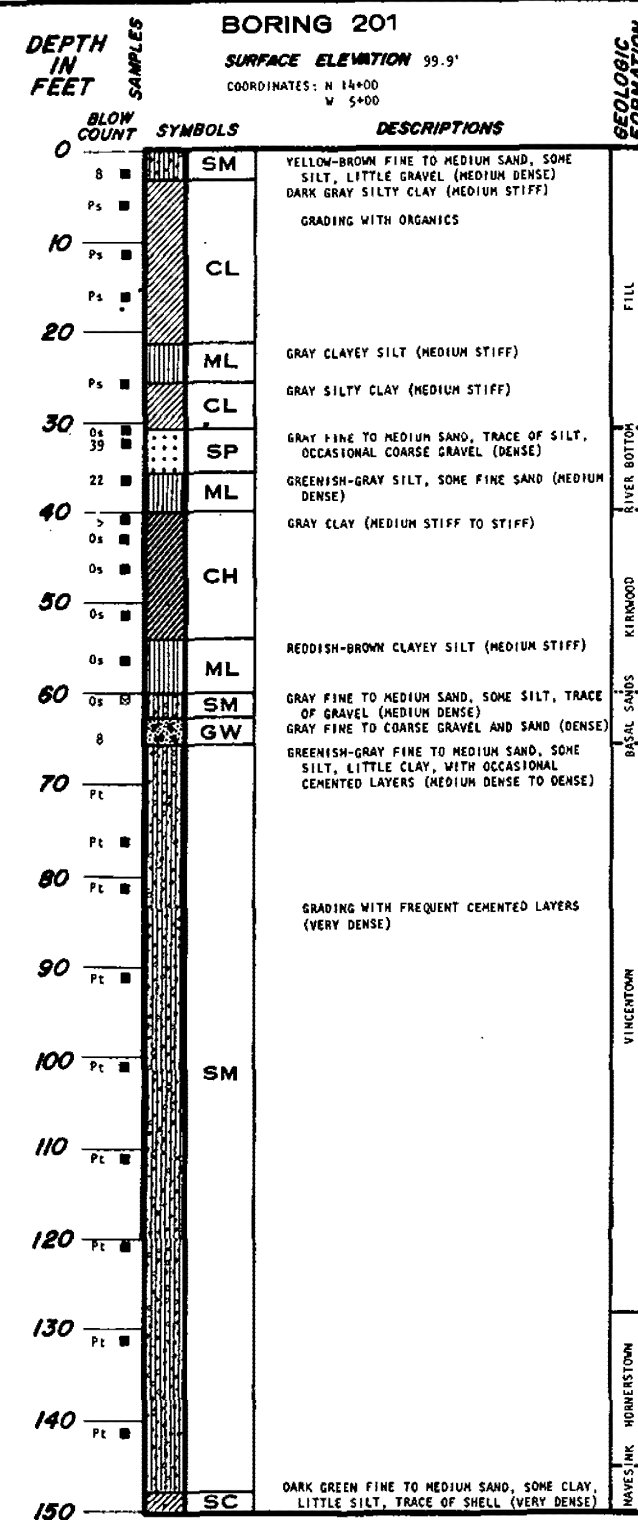 BORING 201
DEPTH
IN
FEET
SAMPLES
SURFACE ELEVATION 99.9'
COORDINATES: N 14+00
W 5+00
GEOLOGIC
FORMATION
BLOW
COUNT
SYMBOLS
DESCRIPTIONS
0
SM
YELLOW-BROWN FINE TO MEDIUM SAND, SOME
8
SILT, LITTLE GRAVEL (MEDIUM DENSE)
DARK GRAY SILTY CLAY (MEDIUM STIFF)
Ps
GRADING WITH ORGANICS
10
Ps
CL
Ps
FILL
20
ML
GRAY CLAYEY SILT (MEDIUM STIFF)
Ps
GRAY SILTY CLAY (MEDIUM STIFF)
CL
30
Os
39
SP
GRAY FINE TO MEDIUM SAND, TRACE OF SILT,
OCCASIONAL COARSE GRAVEL (DENSE)
RIVER BOTTOM
22
ML
GREENISH-GRAY SILT, SOME FINE SAND (MEDIUM
DENSE)
40
GRAY CLAY (MEDIUM STIFF TO STIFF)
Os
Os
CH
50
Os
KIRKWOOD
REDDISH-BROWN CLAYEY SILT (MEDIUM STIFF)
Os
ML
60
Os
SM
GRAY FINE TO MEDIUM SAND, SOME SILT, TRACE
OF GRAVEL (MEDIUM DENSE)
BASAL SANDS
8
GW
GRAY FINE TO COARSE GRAVEL AND SAND (DENSE)
GREENISH-GRAY FINE TO MEDIUM SAND, SOME
SILT, LITTLE CLAY, WITH OCCASIONAL
CEMENTED LAYERS (MEDIUM DENSE TO DENSE)
70
Pt
Pt
80
Pt
GRADING WITH FREQUENT CEMENTED LAYERS
(VERY DENSE)
90
Pt
VINCENTOWN
100
Pt
SM
110
Pt
120
Pt
130
Pt
HORNERSTOWN
140
Pt
NAVESINK
DARK GREEN FINE TO MEDIUM SAND, SOME CLAY,
SC
LITTLE SILT, TRACE OF SHELL (VERY DENSE)
150